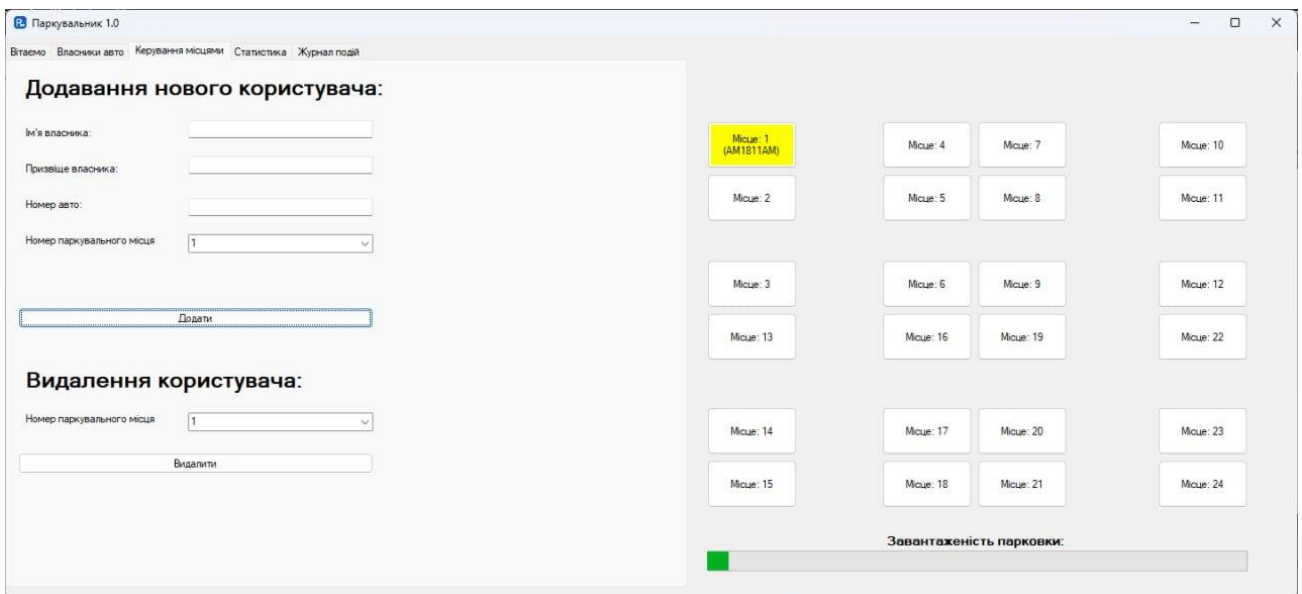 Паркувальник 1.0
Вітаємо Власники авто Керування місцями Статистика Журнал подій
Додавання нового користувача:
Ім'я власника:
Призвіще власника:
Номер авто:
Номер паркувального місця 1
Додати
Видалення користувача:
Номер паркувального місця 1
Видалити
Місце: 1
(AM1811AM)
Місце: 4 Місце: 7 Місце: 10
Місце: 2 Місце: 5 Місце: 8 Місце: 11
Місце: 3 Місце: 6 Місце: 9 Місце: 12
Місце: 13 Місце: 16 Місце: 19 Місце: 22
Місце: 14 Місце: 17 Місце: 20 Місце: 23
Місце: 15 Місце: 18 Місце: 21 Місце: 24
Завантаженість парковки: